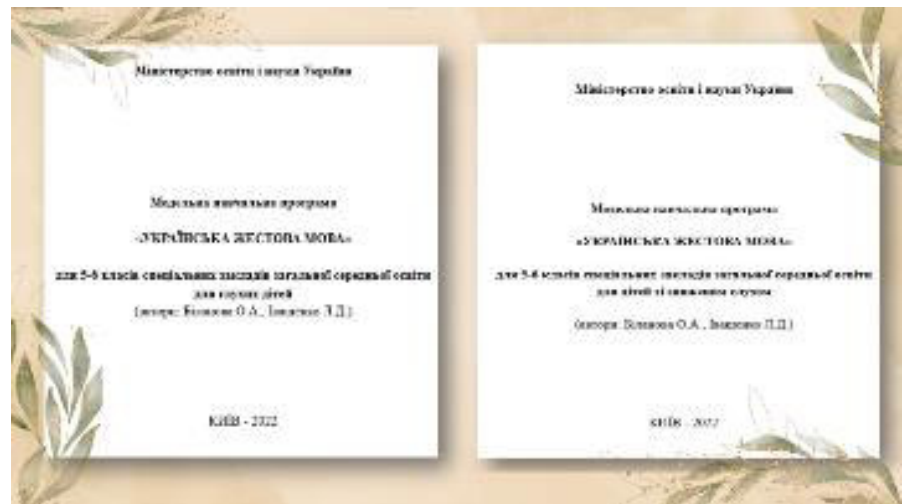 Міністерство освіти і науки України
Модельна навчальна програма
«УКРАЇНСЬКА ЖЕСТОВА МОВА»
для 5-6 класів спеціальних закладів загальної середньої освіти
для глухих дітей
(автори: О.А., Л.Д.)
КИЇВ - 2022
Міністерство освіти і науки України
Модельна навчальна програма
«УКРАЇНСЬКА ЖЕСТОВА МОВА»
для 5-6 класів спеціальних закладів загальної середньої освіти
для дітей зі зниженим слухом
(автори: О.А., Л.Д.)
КИЇВ - 2022